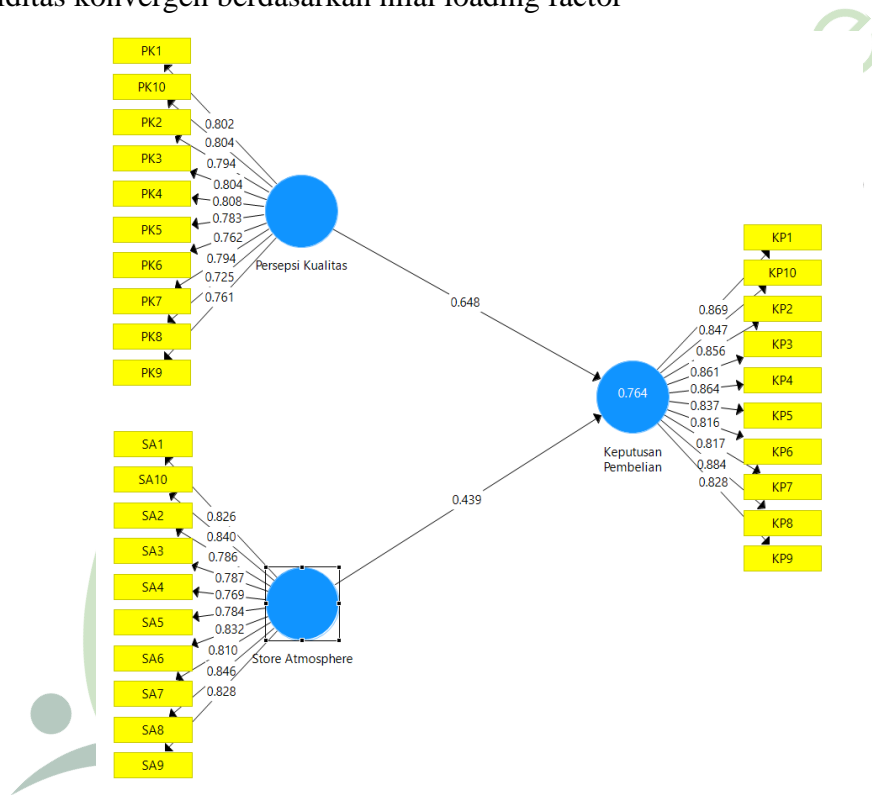 validitas konvergen berdasarkan nilai loading factor
PK1
PK10
PK2
PK3
PK4
PK5
PK6
PK7
PK8
PK9
0.802
0.804
0.794
0.804
0.808
0.783
0.762
0.794
0.725
0.761
Persepsi Kualitas
0.648
SA1
SA10
SA2
SA3
SA4
SA5
SA6
SA7
SA8
SA9
0.826
0.840
0.786
0.787
0.769
0.784
0.832
0.810
0.846
0.828
Store Atmosphere
0.439
0.764
Keputusan
Pembelian
0.869
0.847
0.856
0.861
0.864
0.837
0.816
0.817
0.884
0.828
KP1
KP10
KP2
KP3
KP4
KP5
KP6
KP7
KP8
KP9